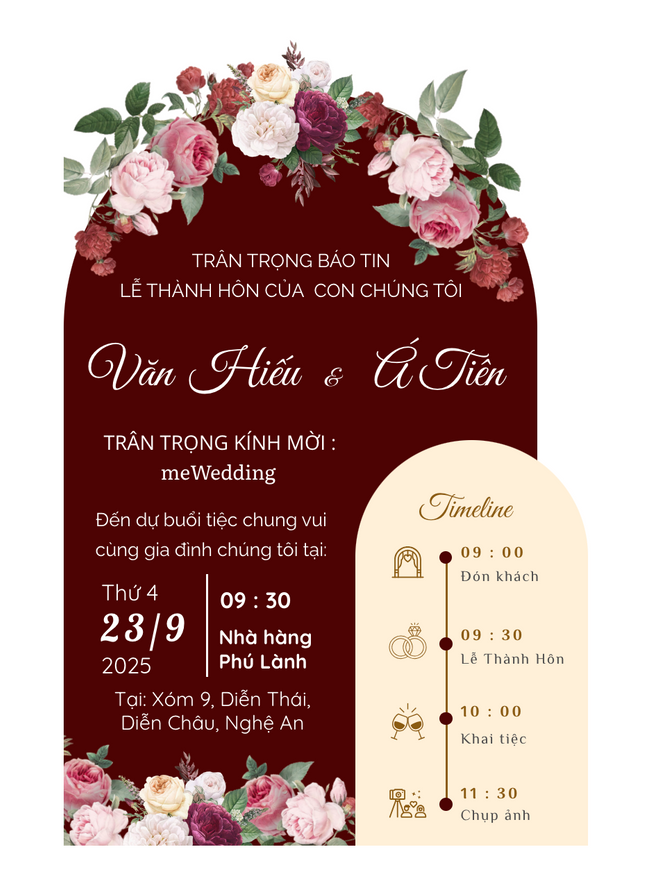 TRÂN TRỌNG BÁO TIN
LỄ THÀNH HÔN CỦA CON CHÚNG TÔI
Văn Hiếu & Á Tiên
TRÂN TRỌNG KÍNH MỜI :
meWedding
Đến dự buổi tiệc chung vui
cùng gia đình chúng tôi tại:
Thứ 4
23/9
2025
09 : 30
Nhà hàng
Phú Lành
Tại: Xóm 9, Diễn Thái,
Diễn Châu, Nghệ An
Timeline
09 : 00
Đón khách
09 : 30
Lễ Thành Hôn
10 : 00
Khai tiệc
11 : 30
Chụp ảnh